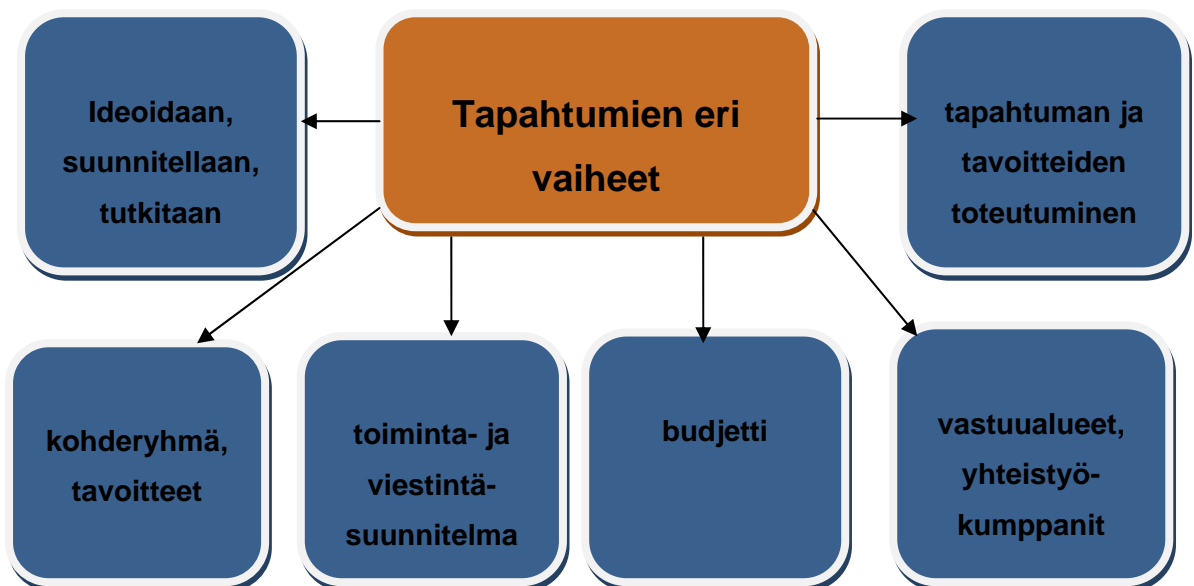 Ideoidaan,
suunnitellaan,
tutkitaan
Tapahtumien eri
vaiheet
tapahtuman ja
tavoitteiden
toteutuminen
kohderyhmä,
tavoitteet
toiminta- ja
viestintä-
suunnitelma
budjetti
vastuualueet,
yhteistyö-
kumppanit